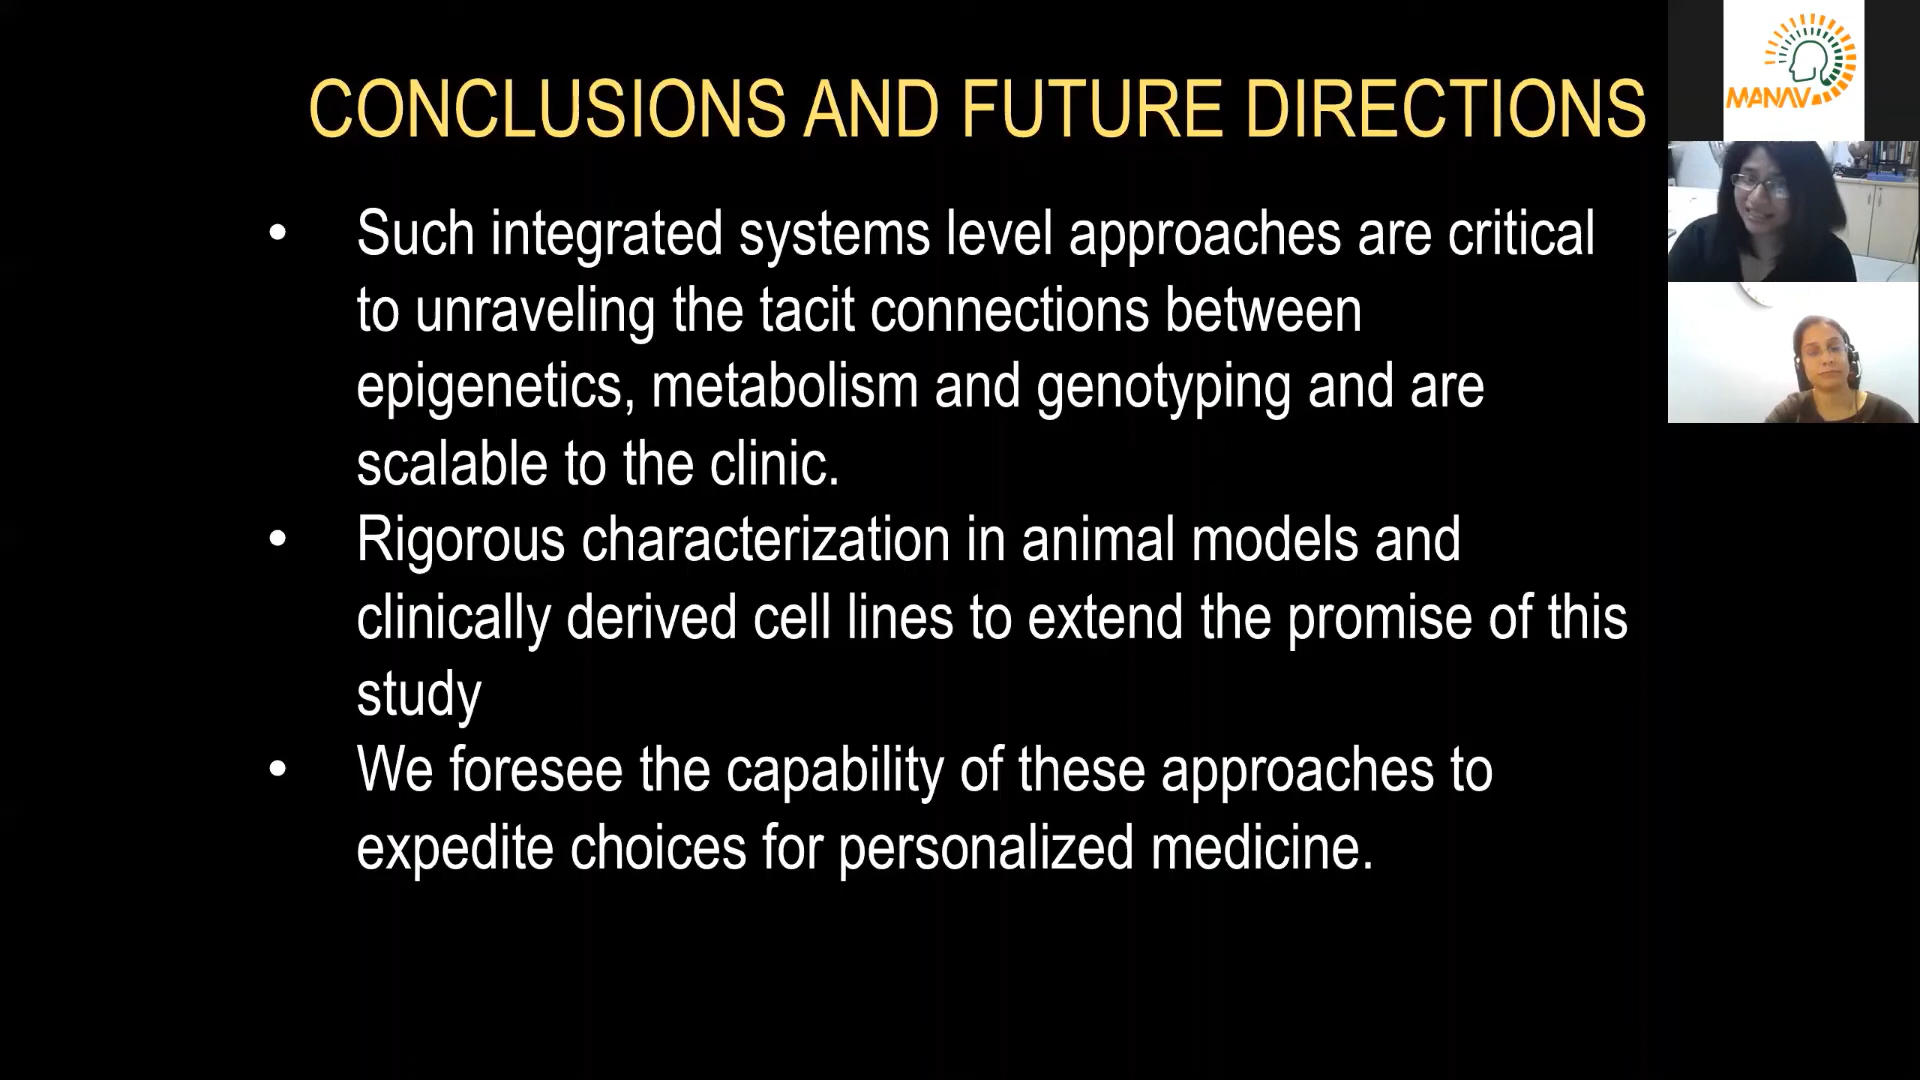 CONCLUSIONS AND FUTURE DIRECTIONS
MANAV
• Such integrated systems level approaches are critical
to unraveling the tacit connections between
epigenetics, metabolism and genotyping and are
scalable to the clinic.
• Rigorous characterization in animal models and
clinically derived cell lines to extend the promise of this
study
• We foresee the capability of these approaches to
expedite choices for personalized medicine.